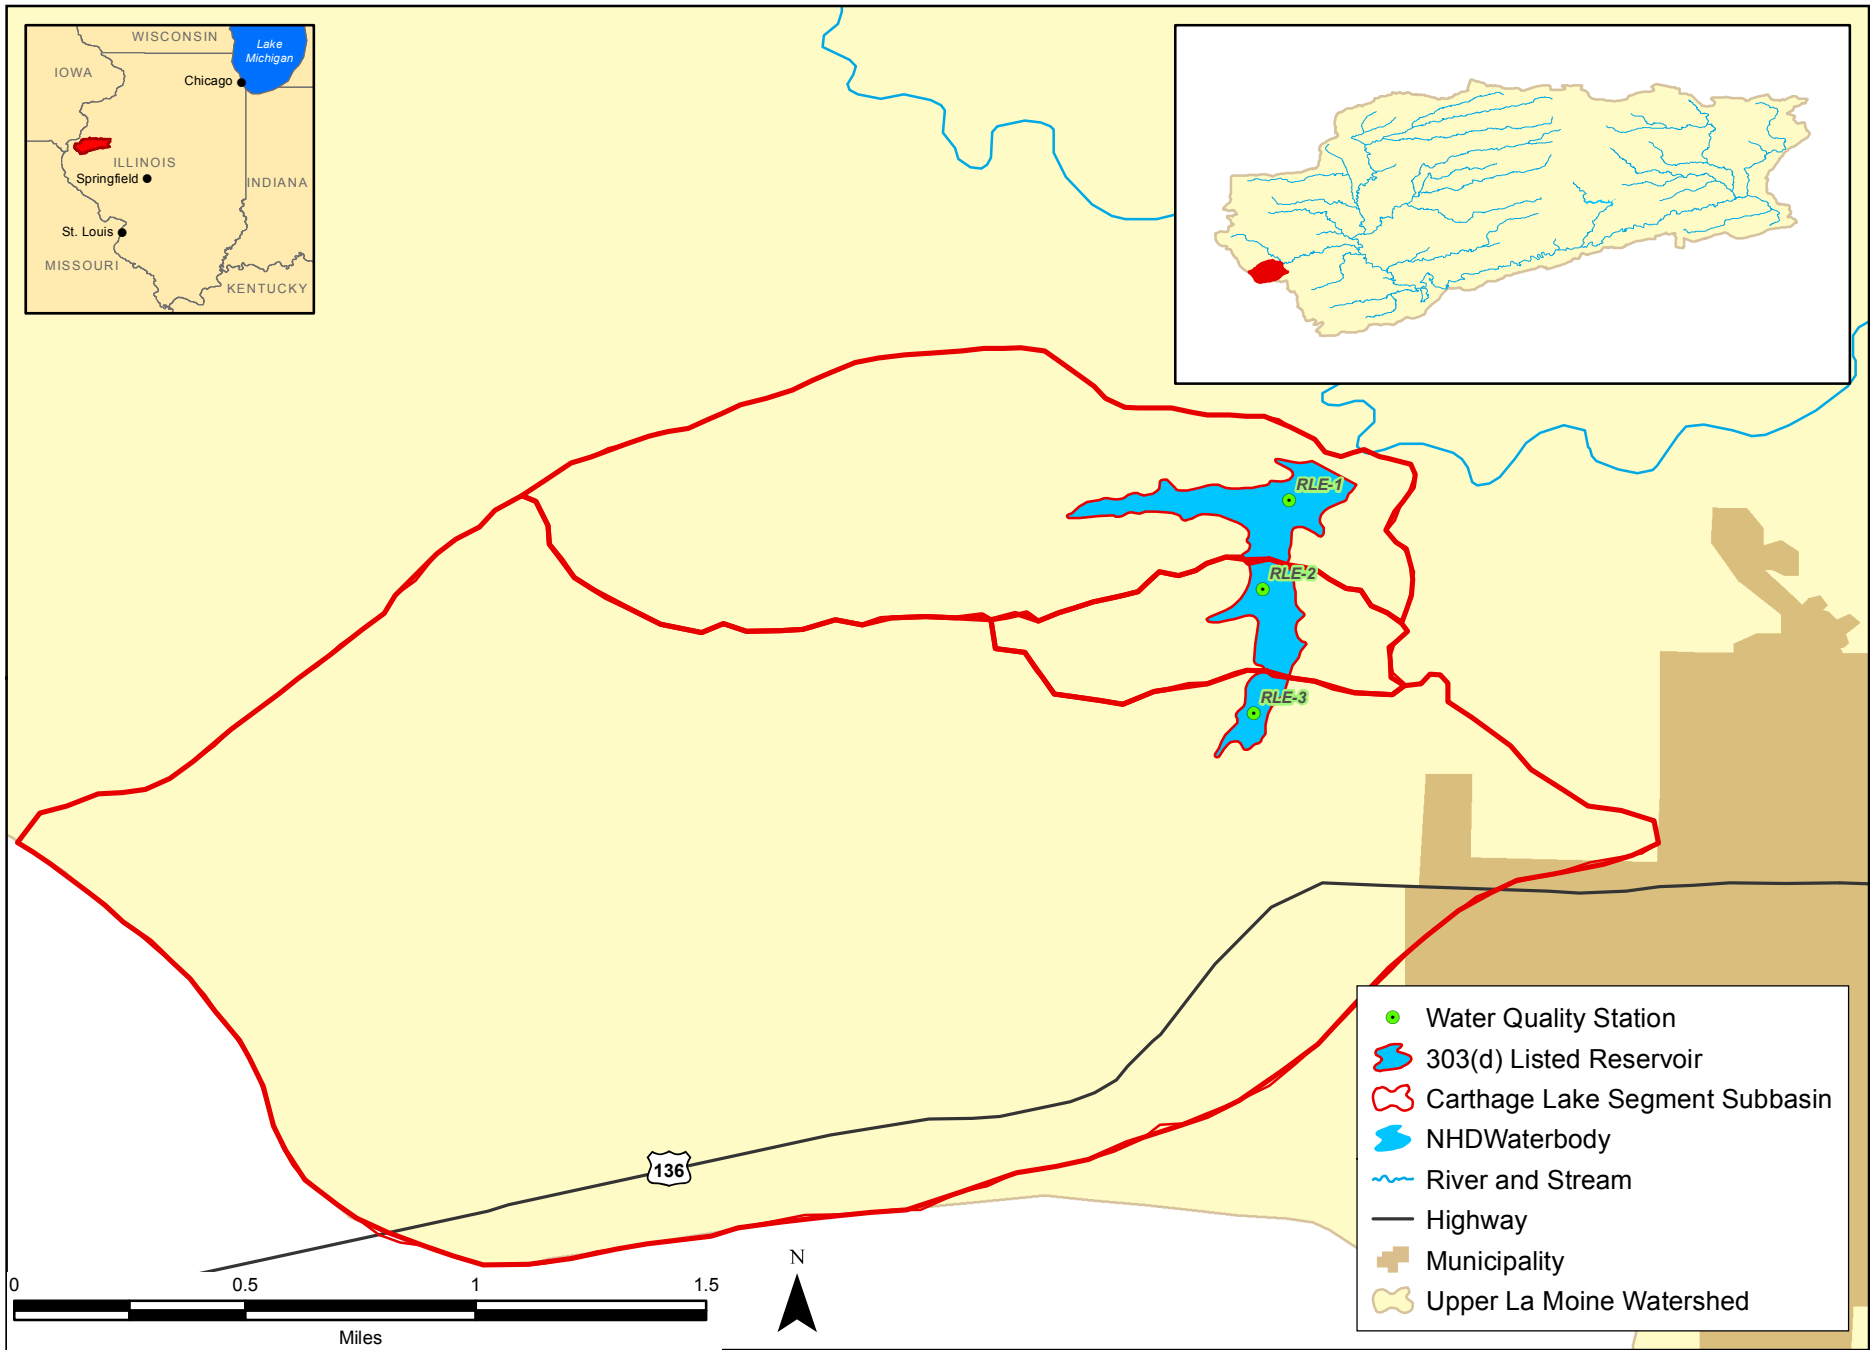 WISCONSIN
Lake
Michigan
IOWA
Chicago
ILLINOIS
Springfield
INDIANA
St. Louis
MISSOURI
KENTUCKY
RLE-1
RLE-2
RLE-3
136
Water Quality Station
303(d) Listed Reservoir
Carthage Lake Segment Subbasin
NHDWaterbody
River and Stream
Highway
Municipality
Upper La Moine Watershed
N
0 0.5 1 1.5
Miles